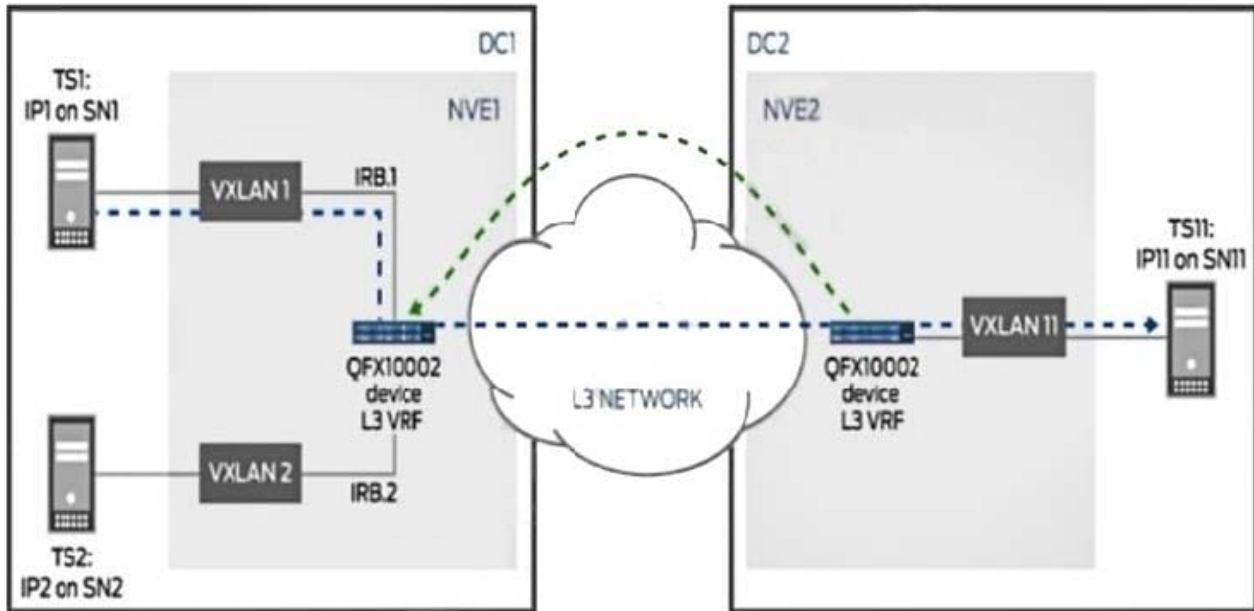 DC1
NVE1
TS1:
IP1 on SN1
VXLAN 1
IRB.1
QFX10002
device
L3 VRF
VXLAN 2
IRB.2
TS2:
IP2 on SN2
L3 NETWORK
DC2
NVE2
QFX10002
device
L3 VRF
VXLAN 11
TS11:
IP11 on SN11